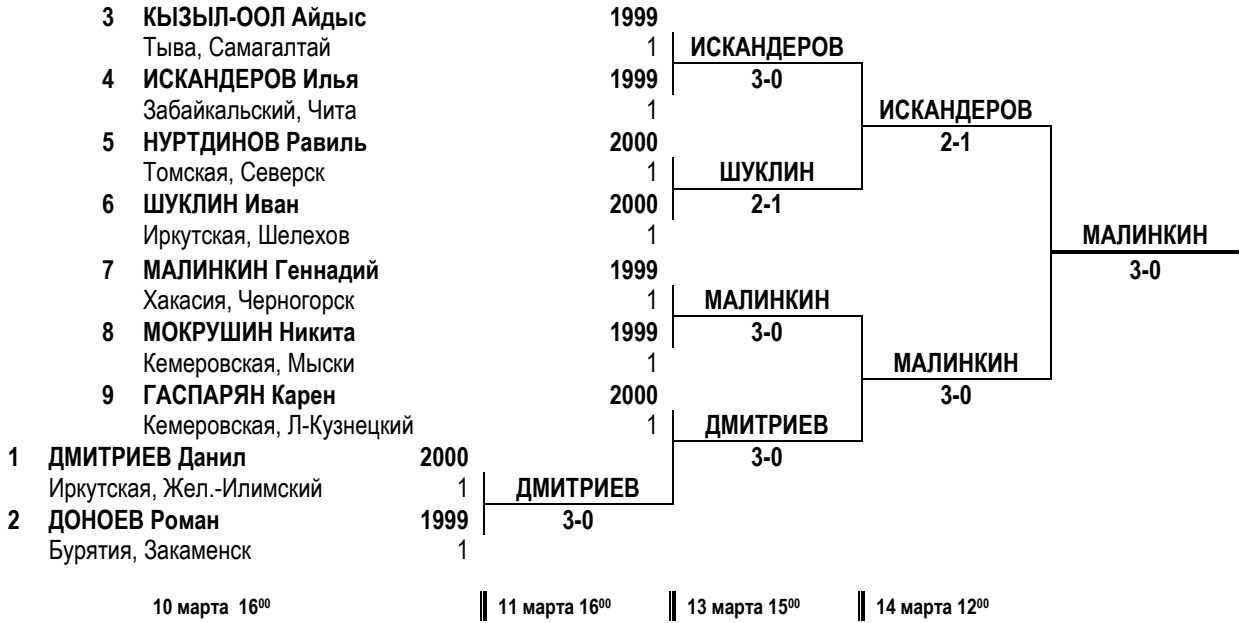 3 КЫЗЫЛ-ООЛ Айдыс 1999
Тыва, Самагалтай 1 ИСКАНДЕРОВ
4 ИСКАНДЕРОВ Илья 1999 3-0
Забайкальский, Чита 1 ИСКАНДЕРОВ
5 НУРТДИНОВ Равиль 2000 2-1
Томская, Северск 1 ШУКЛИН
6 ШУКЛИН Иван 2000 2-1
Иркутская, Шелехов 1 МАЛИНКИН
7 МАЛИНКИН Геннадий 1999 3-0
Хакасия, Черногорск 1 МАЛИНКИН
8 МОКРУШИН Никита 1999 3-0
Кемеровская, Мыски 1 МАЛИНКИН
9 ГАСПАРЯН Карен 2000 3-0
Кемеровская, Л-Кузнецкий 1 ДМИТРИЕВ
1 ДМИТРИЕВ Данил 2000 3-0
Иркутская, Жел.-Илимский 1 ДМИТРИЕВ
2 ДОНОЕВ Роман 1999 3-0
Бурятия, Закаменск 1
10 марта 16⁰⁰ 11 марта 16⁰⁰ 13 марта 15⁰⁰ 14 марта 12⁰⁰